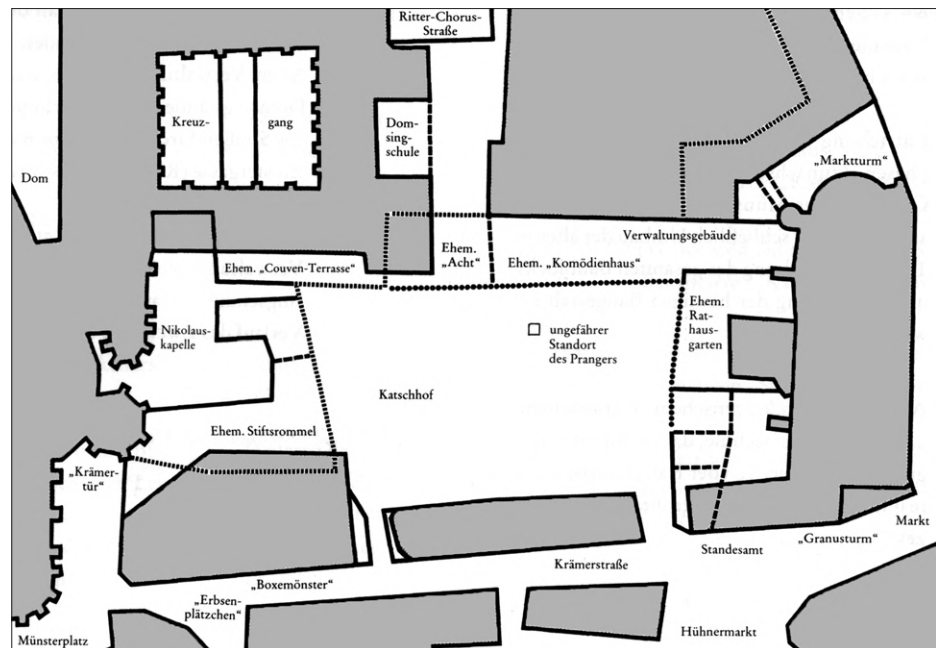 Ritter-Chorus-
Straße
Kreuz-
gang
Dom-
sing-
schule
Dom
„Marktturm“
Verwaltungsgebäude
Ehem.
„Acht“
Ehem. „Komödienhaus“
Ehem. „Couven-Terrasse“
Ehem.
Rat-
haus-
garten
Nikolaus-
kapelle
ungefährer
Standort
des Prangers
Katschhof
Ehem. Stiftsrommel
„Krämer-
tür“
Markt
„Granusturm“
Standesamt
Krämerstraße
„Boxemönster“
„Erbsen-
plätzchen“
Hühnermarkt
Münsterplatz